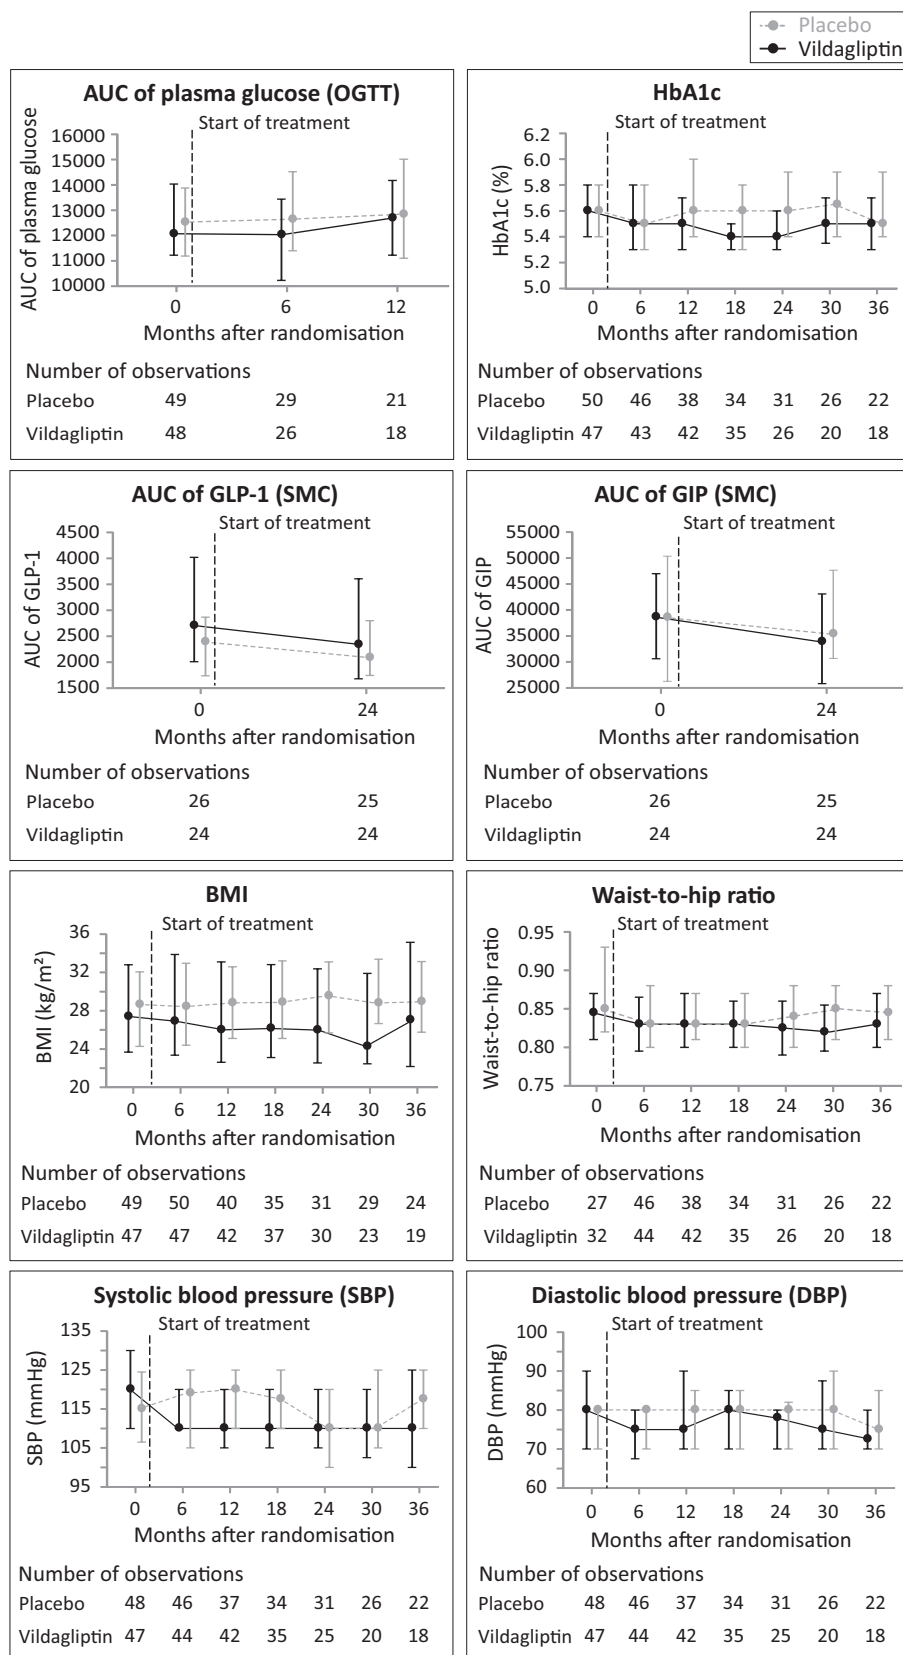 Placebo
Vildagliptin
AUC of plasma glucose (OGTT)
Start of treatment
AUC of plasma glucose
16000
15000
14000
13000
12000
11000
10000
0 6 12
Months after randomisation
Number of observations
Placebo 49 29 21
Vildagliptin 48 26 18
HbA1c
Start of treatment
HbA1c (%)
6.2
6.0
5.8
5.6
5.4
5.2
5.0
0 6 12 18 24 30 36
Months after randomisation
Number of observations
Placebo 50 46 38 34 31 26 22
Vildagliptin 47 43 42 35 26 20 18
AUC of GLP-1 (SMC)
Start of treatment
AUC of GLP-1
4500
4000
3500
3000
2500
2000
1500
0 24
Months after randomisation
Number of observations
Placebo 26 25
Vildagliptin 24 24
AUC of GIP (SMC)
Start of treatment
AUC of GIP
55000
50000
45000
40000
35000
30000
25000
0 24
Months after randomisation
Number of observations
Placebo 26 25
Vildagliptin 24 24
BMI
Start of treatment
BMI (kg/m²)
36
32
28
24
20
0 6 12 18 24 30 36
Months after randomisation
Number of observations
Placebo 49 50 40 35 31 29 24
Vildagliptin 47 47 42 37 30 23 19
Waist-to-hip ratio
Start of treatment
Waist-to-hip ratio
0.95
0.90
0.85
0.80
0.75
0 6 12 18 24 30 36
Months after randomisation
Number of observations
Placebo 27 46 38 34 31 26 22
Vildagliptin 32 44 42 35 26 20 18
Systolic blood pressure (SBP)
Start of treatment
SBP (mmHg)
135
125
115
105
95
0 6 12 18 24 30 36
Months after randomisation
Number of observations
Placebo 48 46 37 34 31 26 22
Vildagliptin 47 44 42 35 25 20 18
Diastolic blood pressure (DBP)
Start of treatment
DBP (mmHg)
100
90
80
70
60
0 6 12 18 24 30 36
Months after randomisation
Number of observations
Placebo 48 46 37 34 31 26 22
Vildagliptin 47 44 42 35 25 20 18